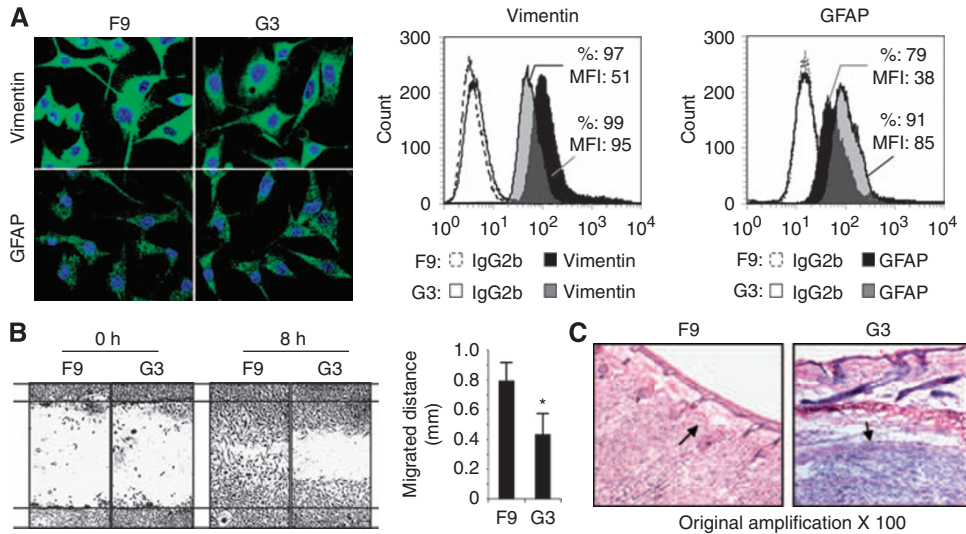 A
F9
G3
Vimentin
GFAP
Vimentin
Count
300
200
100
0
%: 97
MFI: 51
%: 99
MFI: 95
10^0 10^1 10^2 10^3 10^4
F9: IgG2b Vimentin
G3: IgG2b Vimentin
GFAP
Count
300
200
100
0
%: 79
MFI: 38
%: 91
MFI: 85
10^0 10^1 10^2 10^3 10^4
F9: IgG2b GFAP
G3: IgG2b GFAP
B
0 h
8 h
F9 G3 F9 G3
Migrated distance
(mm)
1.0
0.8
0.6
0.4
0.2
0
*
F9 G3
C
F9
G3
Original amplification X 100